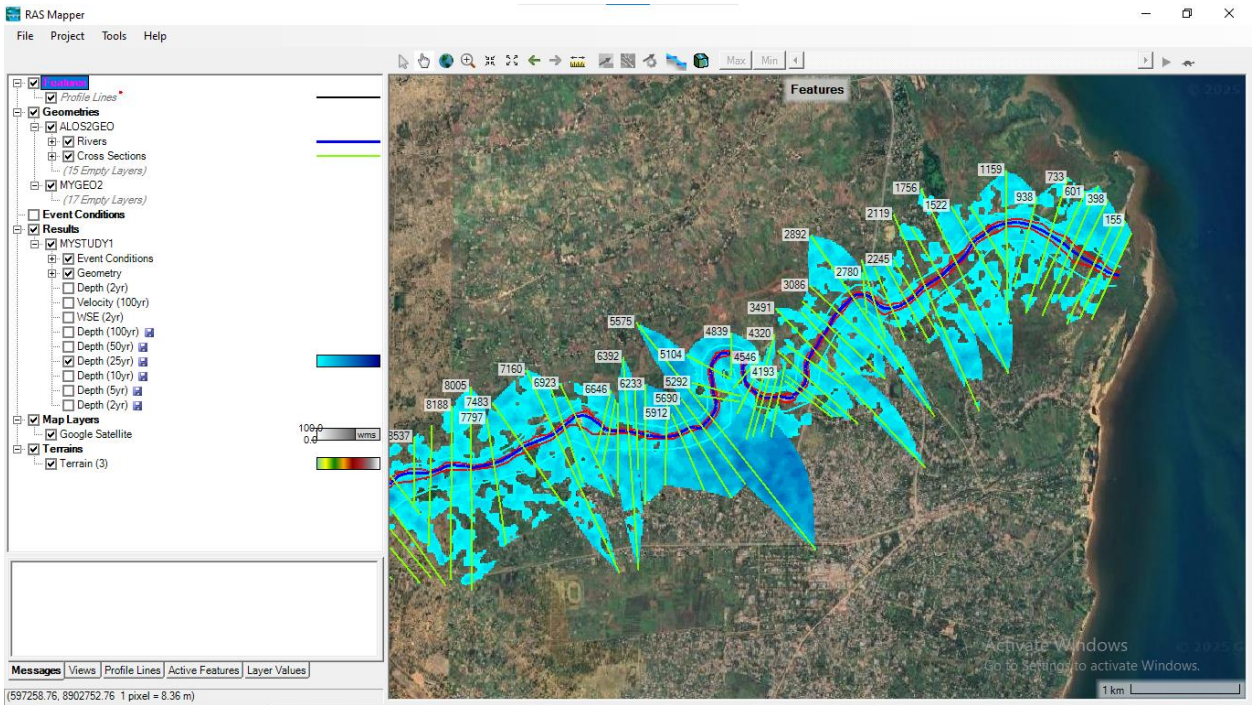 RAS Mapper
File Project Tools Help
Max Min
Features
Profile Lines
Geometries
ALOS2GEO
Rivers
Cross Sections
(15 Empty Layers)
MYGEO2
(17 Empty Layers)
Event Conditions
Results
MYSTUDY1
Event Conditions
Geometry
Depth (2yr)
Velocity (100yr)
WSE (2yr)
Depth (100yr)
Depth (50yr)
Depth (25yr)
Depth (10yr)
Depth (5yr)
Depth (2yr)
Map Layers
Google Satellite
100.0
0.0
wms
Terrains
Terrain (3)
Messages Views Profile Lines Active Features Layer Values
(597258.76, 8902752.76 1 pixel = 8.36 m)
Features
© 2025
1159
733
1756
938
601
398
1522
2119
155
2892
2245
2780
3086
3491
5575
4839
4320
5104
4546
6392
4193
7160
6923
6646
6233
5292
8005
5690
8188
7483
5912
7797
8537
Activate Windows
Go to Settings to activate Windows.
© 2025 G
1 km